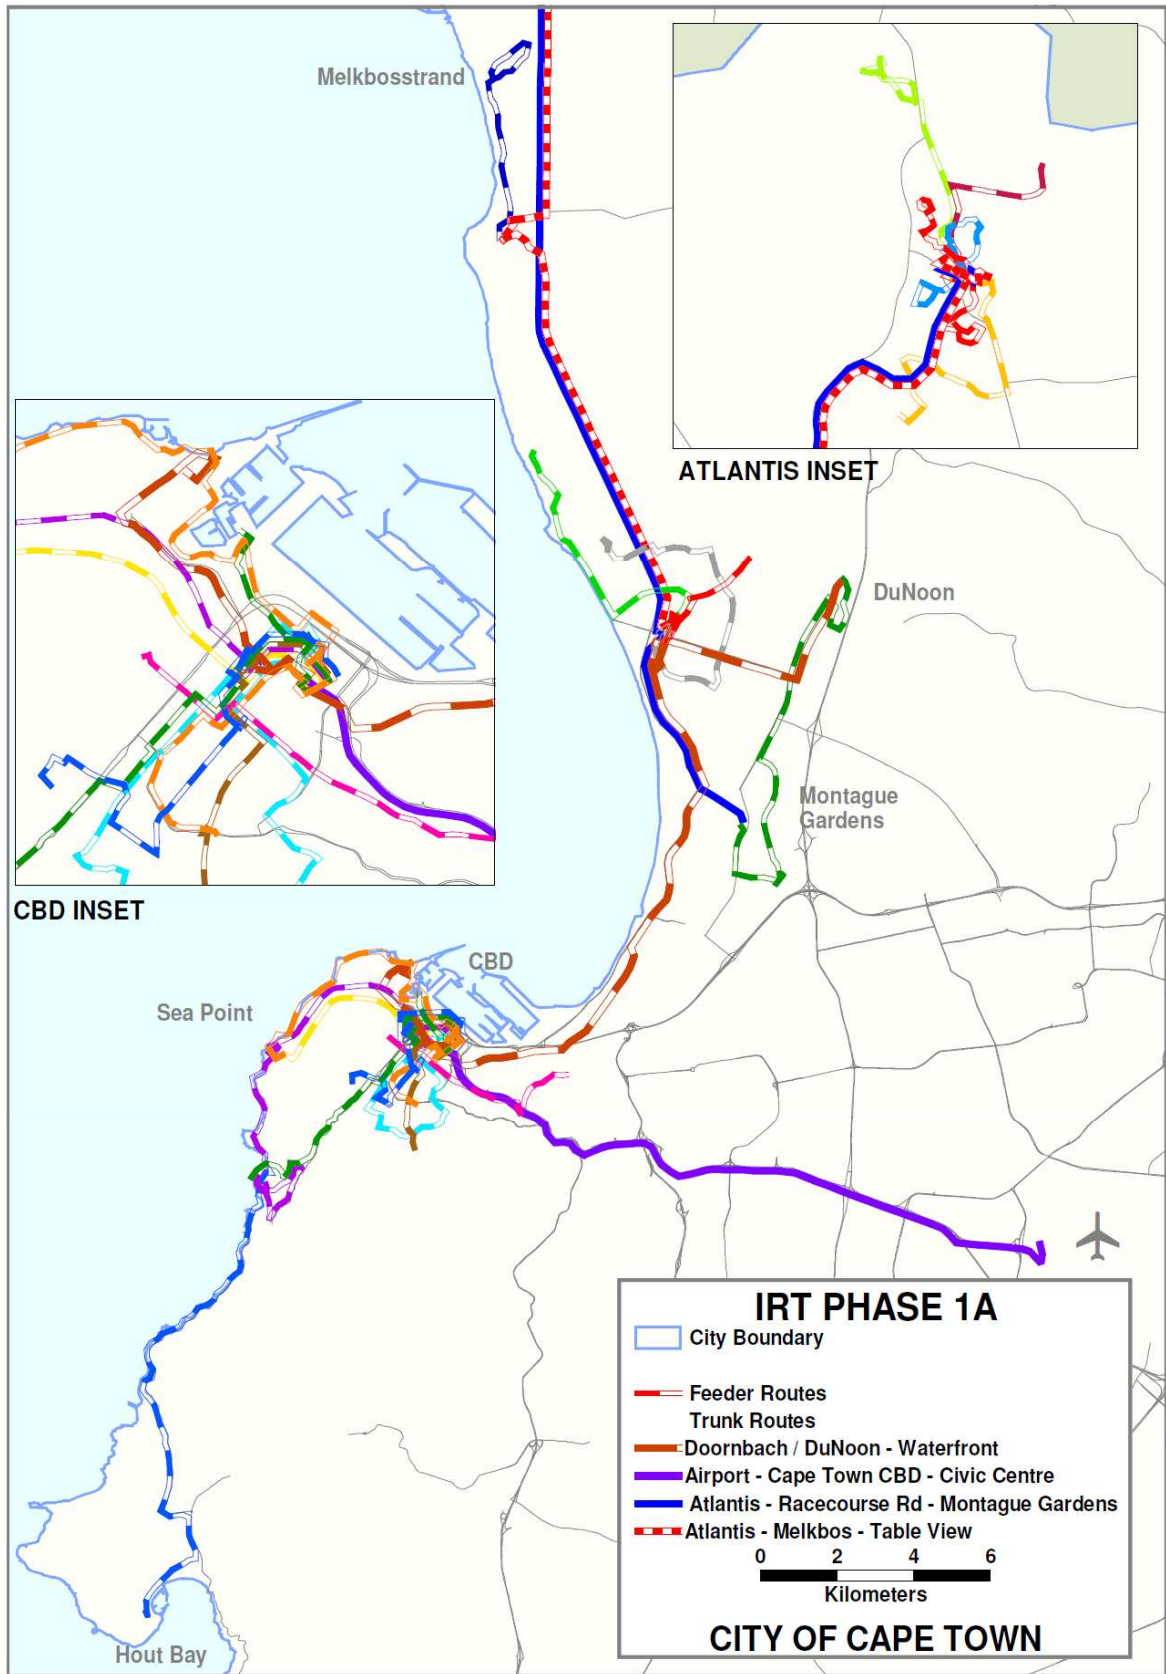 Melkbosstrand
ATLANTIS INSET
DuNoon
Montague
Gardens
CBD INSET
CBD
Sea Point
Hout Bay
IRT PHASE 1A
City Boundary
Feeder Routes
Trunk Routes
Doornbach / DuNoon - Waterfront
Airport - Cape Town CBD - Civic Centre
Atlantis - Racecourse Rd - Montague Gardens
Atlantis - Melkbos - Table View
0 2 4 6
Kilometers
CITY OF CAPE TOWN